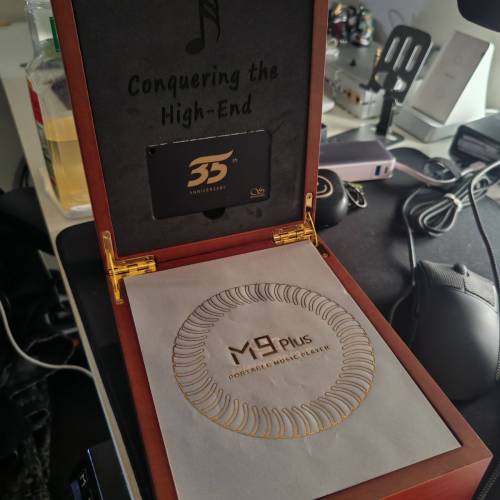 Conquering the
High-End
35th
ANNIVERSARY
M9 Plus
PORTABLE MUSIC PLAYER